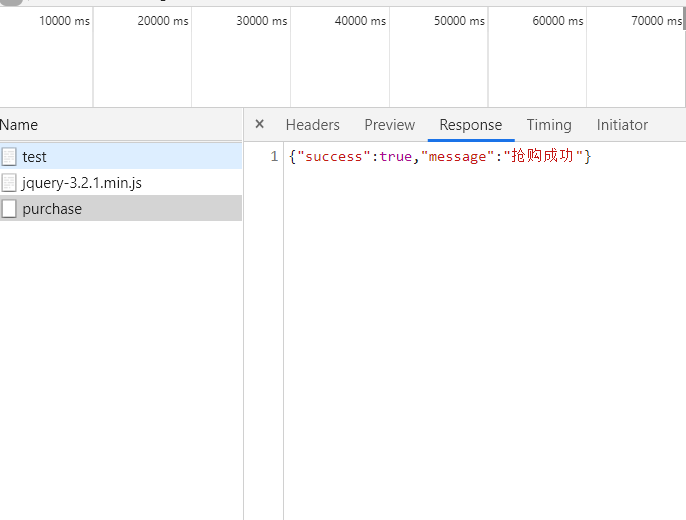 10000 ms 20000 ms 30000 ms 40000 ms 50000 ms 60000 ms 70000 ms
Name × Headers Preview Response Timing Initiator
test 1 {"success":true,"message":"抢购成功"}
jquery-3.2.1.min.js
purchase